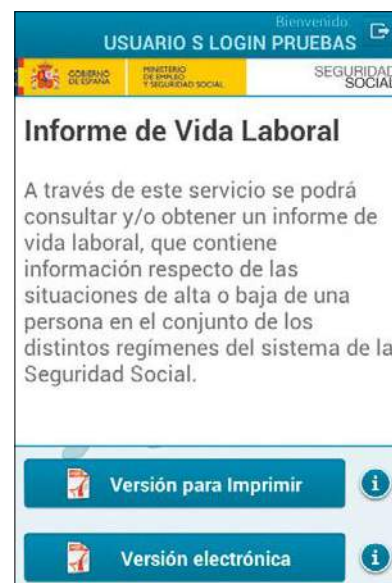 Bienvenido:
USUARIO S LOGIN PRUEBAS
GOBIERNO
DE ESPAÑA
MINISTERIO
DE EMPLEO
Y SEGURIDAD SOCIAL
SEGURIDAD
SOCIAL
Informe de Vida Laboral
A través de este servicio se podrá
consultar y/o obtener un informe de
vida laboral, que contiene
información respecto de las
situaciones de alta o baja de una
persona en el conjunto de los
distintos regímenes del sistema de la
Seguridad Social.
Versión para Imprimir
i
Versión electrónica
i